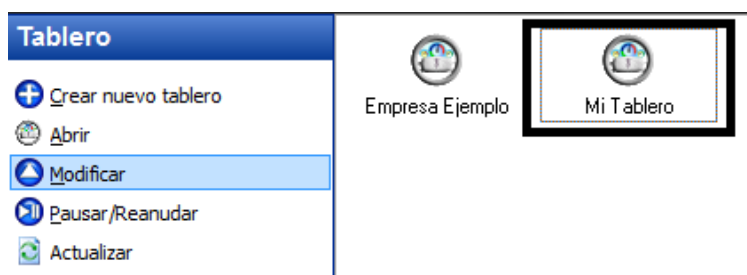 Tablero
Crear nuevo tablero
Abrir
Modificar
Pausar/Reanudar
Actualizar
Empresa Ejemplo
Mi Tablero